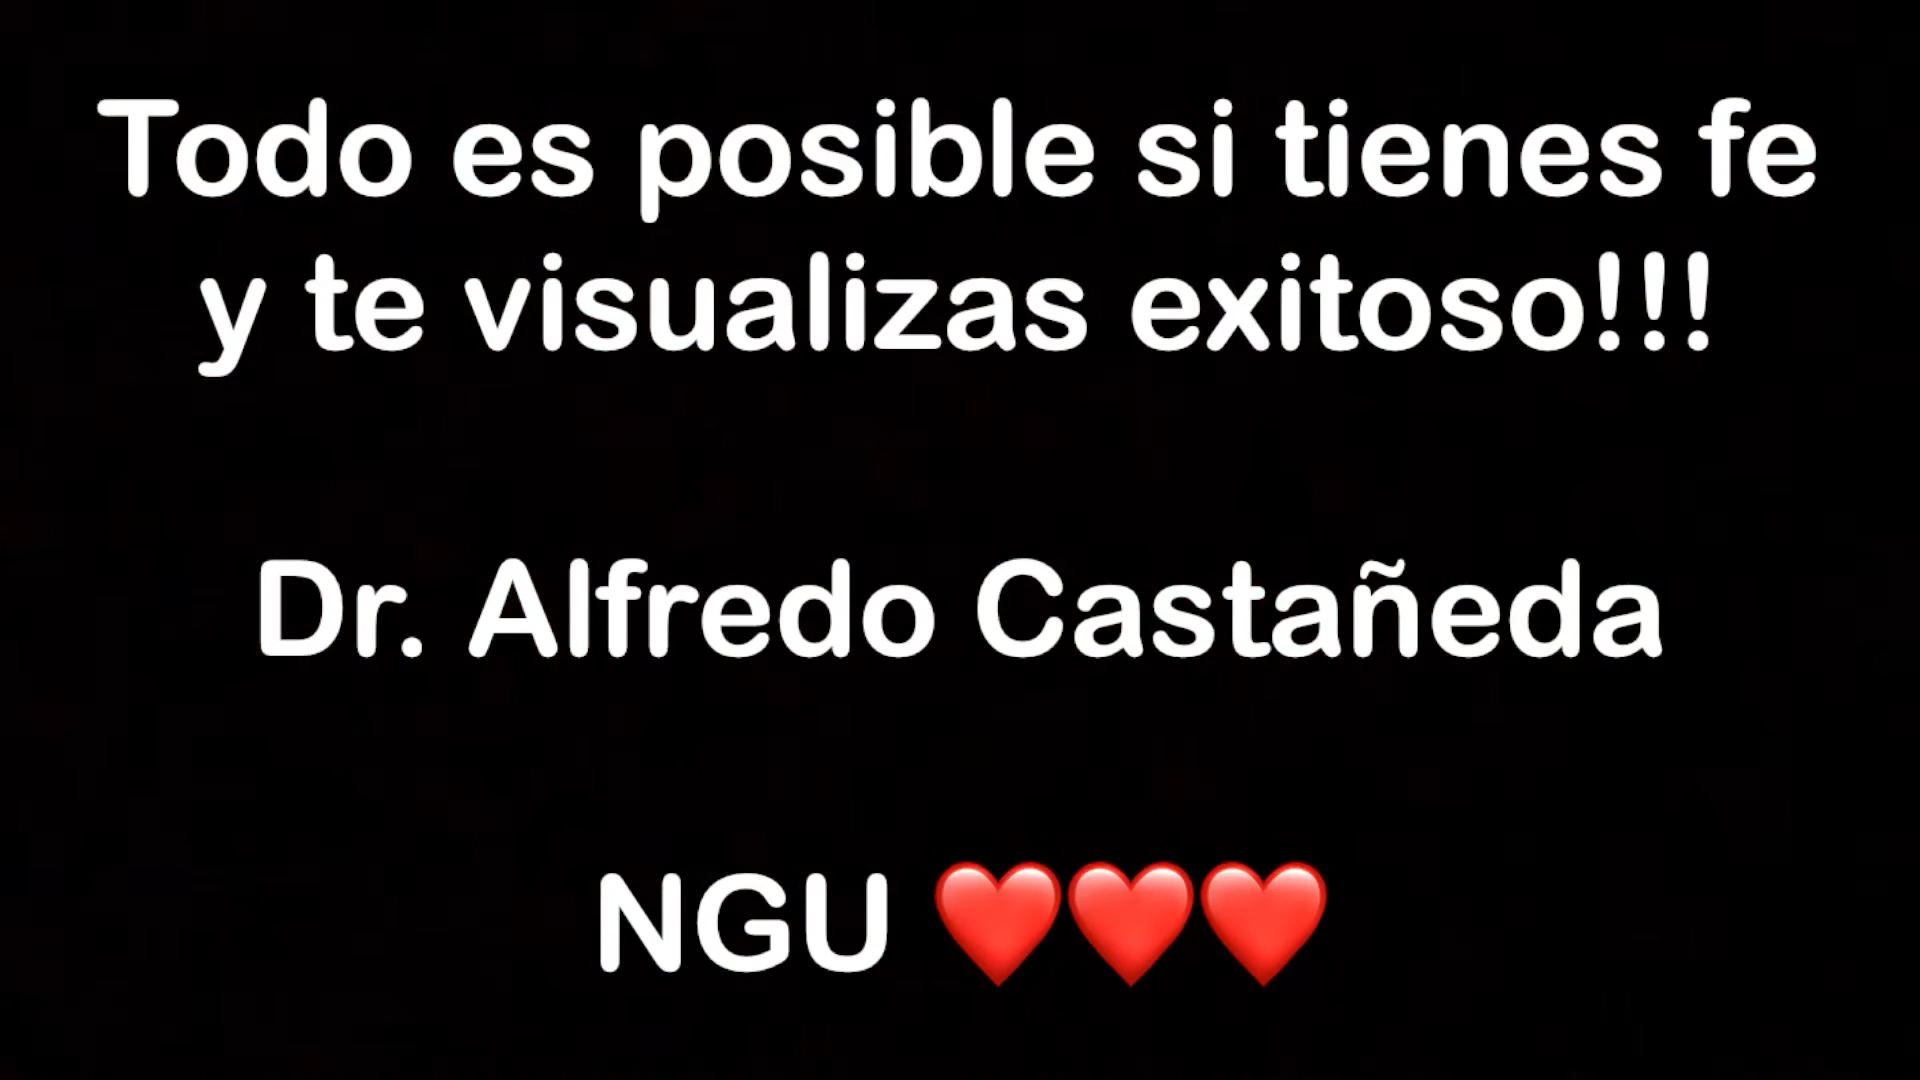 Todo es posible si tienes fe
y te visualizas exitoso!!!
Dr. Alfredo Castañeda
NGU ❤️❤️❤️